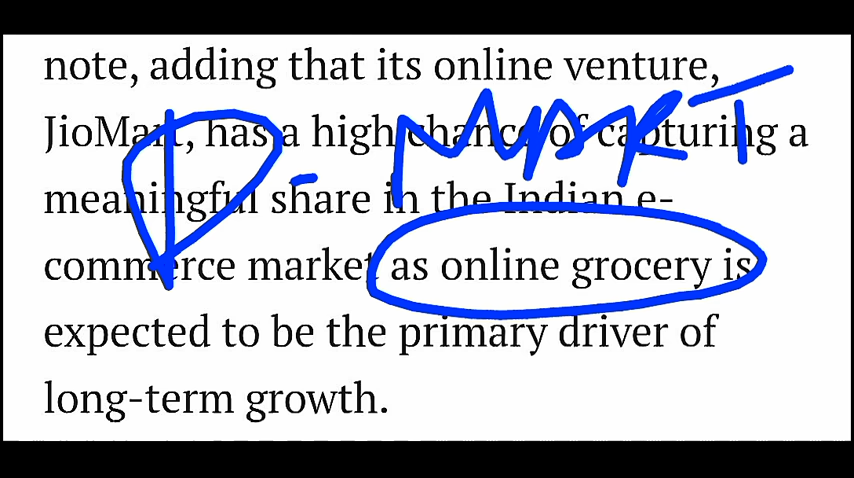 note, adding that its online venture,
JioMart, has a high chance of capturing a
D-MART
meaningful share in the Indian e-
commerce market as online grocery is
expected to be the primary driver of
long-term growth.